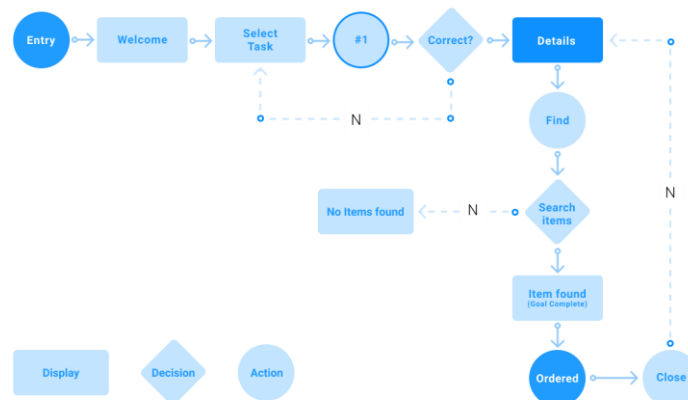 Entry
Welcome
Select
Task
#1
Correct?
Details
N
Find
N
No Items found
N
Search
items
Item found
(Goal Complete)
Display
Decision
Action
Ordered
Close